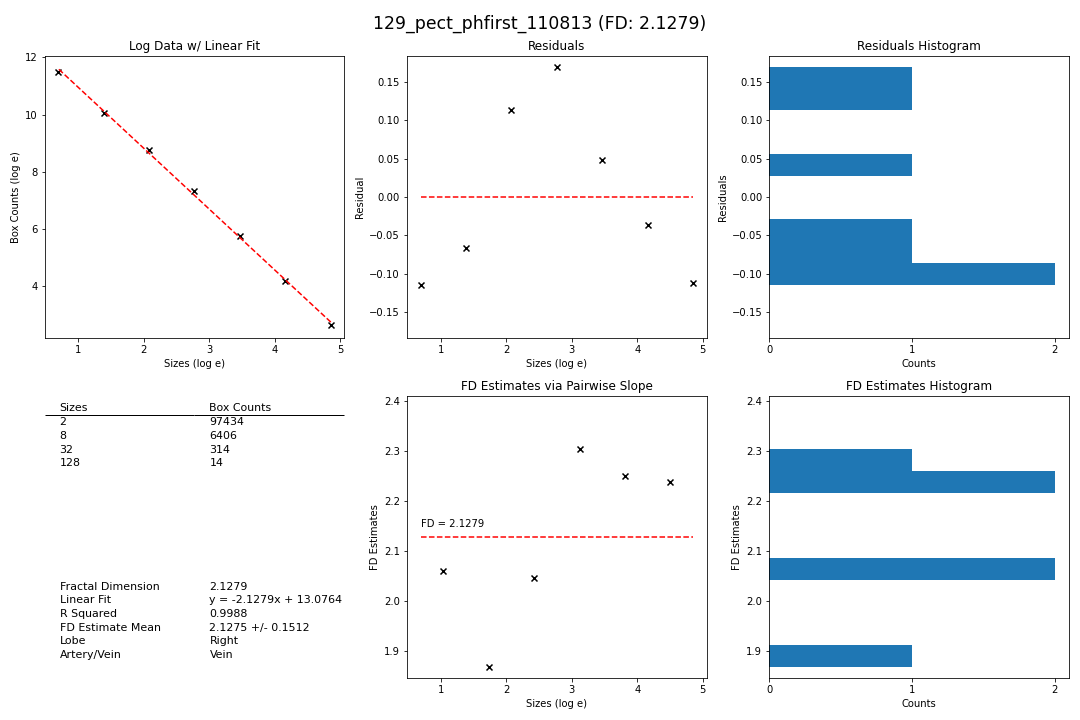 129_pect_phfirst_110813 (FD: 2.1279)
Log Data w/ Linear Fit
12
10
8
6
4
Box Counts (log e)
1 2 3 4 5
Sizes (log e)
Residuals
0.15
0.10
0.05
0.00
−0.05
−0.10
−0.15
Residual
1 2 3 4 5
Sizes (log e)
Residuals Histogram
0.15
0.10
0.05
0.00
−0.05
−0.10
−0.15
Residuals
0 1 2
Counts
Sizes Box Counts
2 97434
8 6406
32 314
128 14
Fractal Dimension 2.1279
Linear Fit y = -2.1279x + 13.0764
R Squared 0.9988
FD Estimate Mean 2.1275 +/- 0.1512
Lobe Right
Artery/Vein Vein
FD Estimates via Pairwise Slope
2.4
2.3
2.2
2.1
2.0
1.9
FD Estimates
FD = 2.1279
1 2 3 4 5
Sizes (log e)
FD Estimates Histogram
2.4
2.3
2.2
2.1
2.0
1.9
FD Estimates
0 1 2
Counts